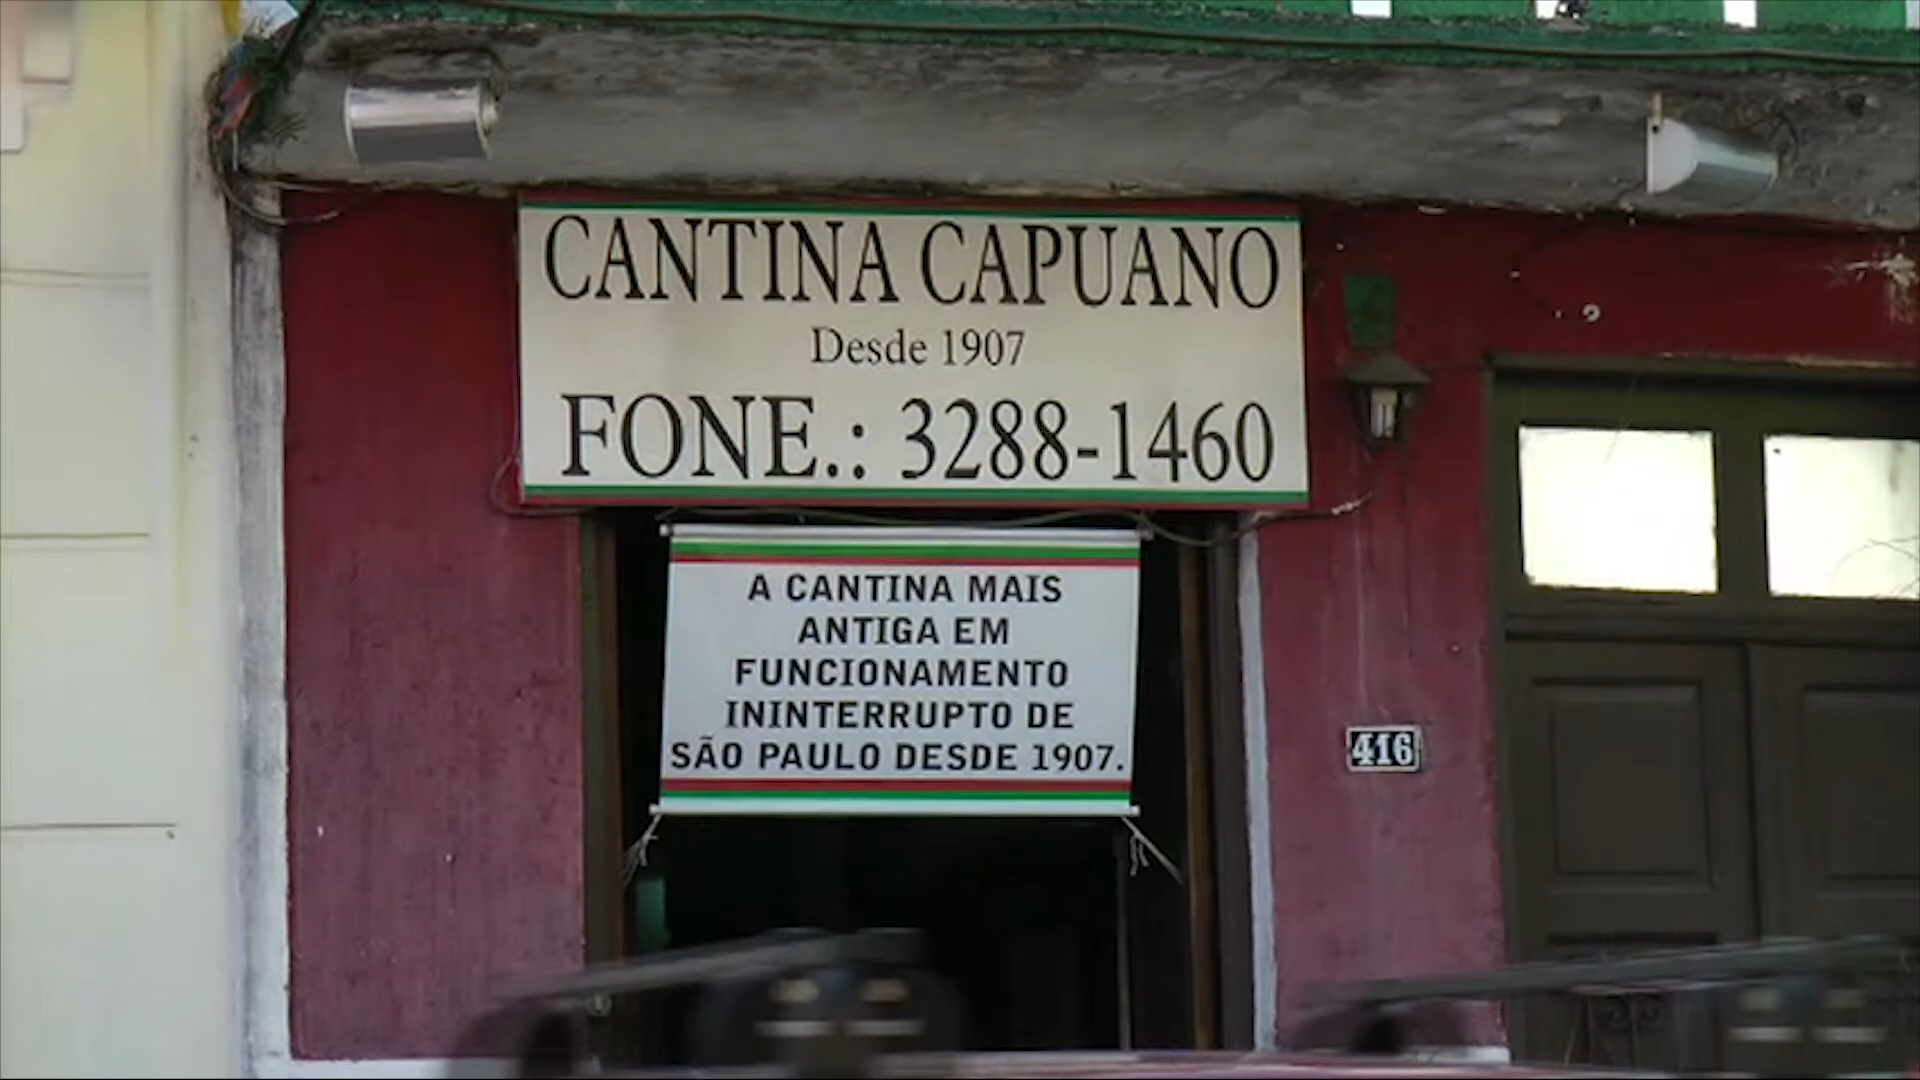 CANTINA CAPUANO
Desde 1907
FONE.: 3288-1460
A CANTINA MAIS
ANTIGA EM
FUNCIONAMENTO
ININTERRUPTO DE
SÃO PAULO DESDE 1907.
416